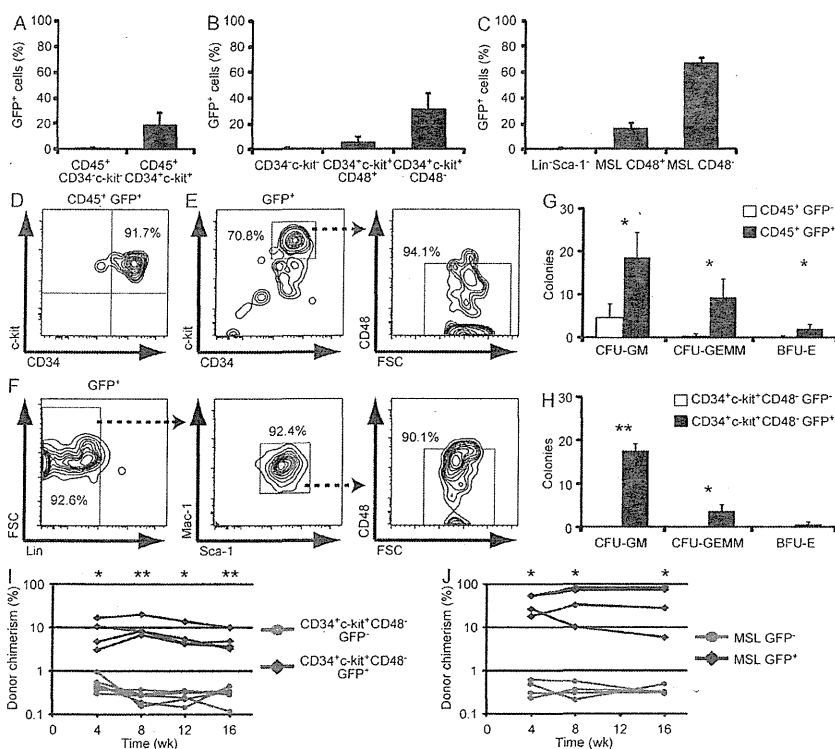 A
100
80
60
40
20
0
GFP⁺ cells (%)
CD45⁺
CD34⁻c-kit⁻
CD45⁺
CD34⁺c-kit⁺
B
100
80
60
40
20
0
GFP⁺ cells (%)
CD34⁻c-kit⁻
CD34⁺c-kit⁺
CD48⁺
CD34⁺c-kit⁺
CD48⁻
C
100
80
60
40
20
0
GFP⁺ cells (%)
Lin⁻Sca-1⁻
MSL CD48⁺
MSL CD48⁻
D
CD45⁺ GFP⁺
91.7%
c-kit
CD34
E
GFP⁺
70.8%
c-kit
CD34
94.1%
CD48
FSC
G
CD45⁺ GFP⁻
CD45⁺ GFP⁺
30
20
10
0
Colonies
*
*
*
CFU-GM
CFU-GEMM
BFU-E
F
GFP⁺
92.6%
FSC
Lin
92.4%
Mac-1
Sca-1
90.1%
CD48
FSC
H
CD34⁺c-kit⁺CD48⁻ GFP⁻
CD34⁺c-kit⁺CD48⁻ GFP⁺
30
20
10
0
Colonies
**
*
CFU-GM
CFU-GEMM
BFU-E
I
* ** * **
100
10
1
0.1
Donor chimerism (%)
4 8 12 16
Time (wk)
CD34⁺c-kit⁺CD48⁻
GFP⁻
CD34⁺c-kit⁺CD48⁻
GFP⁺
J
* * *
100
10
1
0.1
Donor chimerism (%)
4 8 12 16
Time (wk)
MSL GFP⁻
MSL GFP⁺